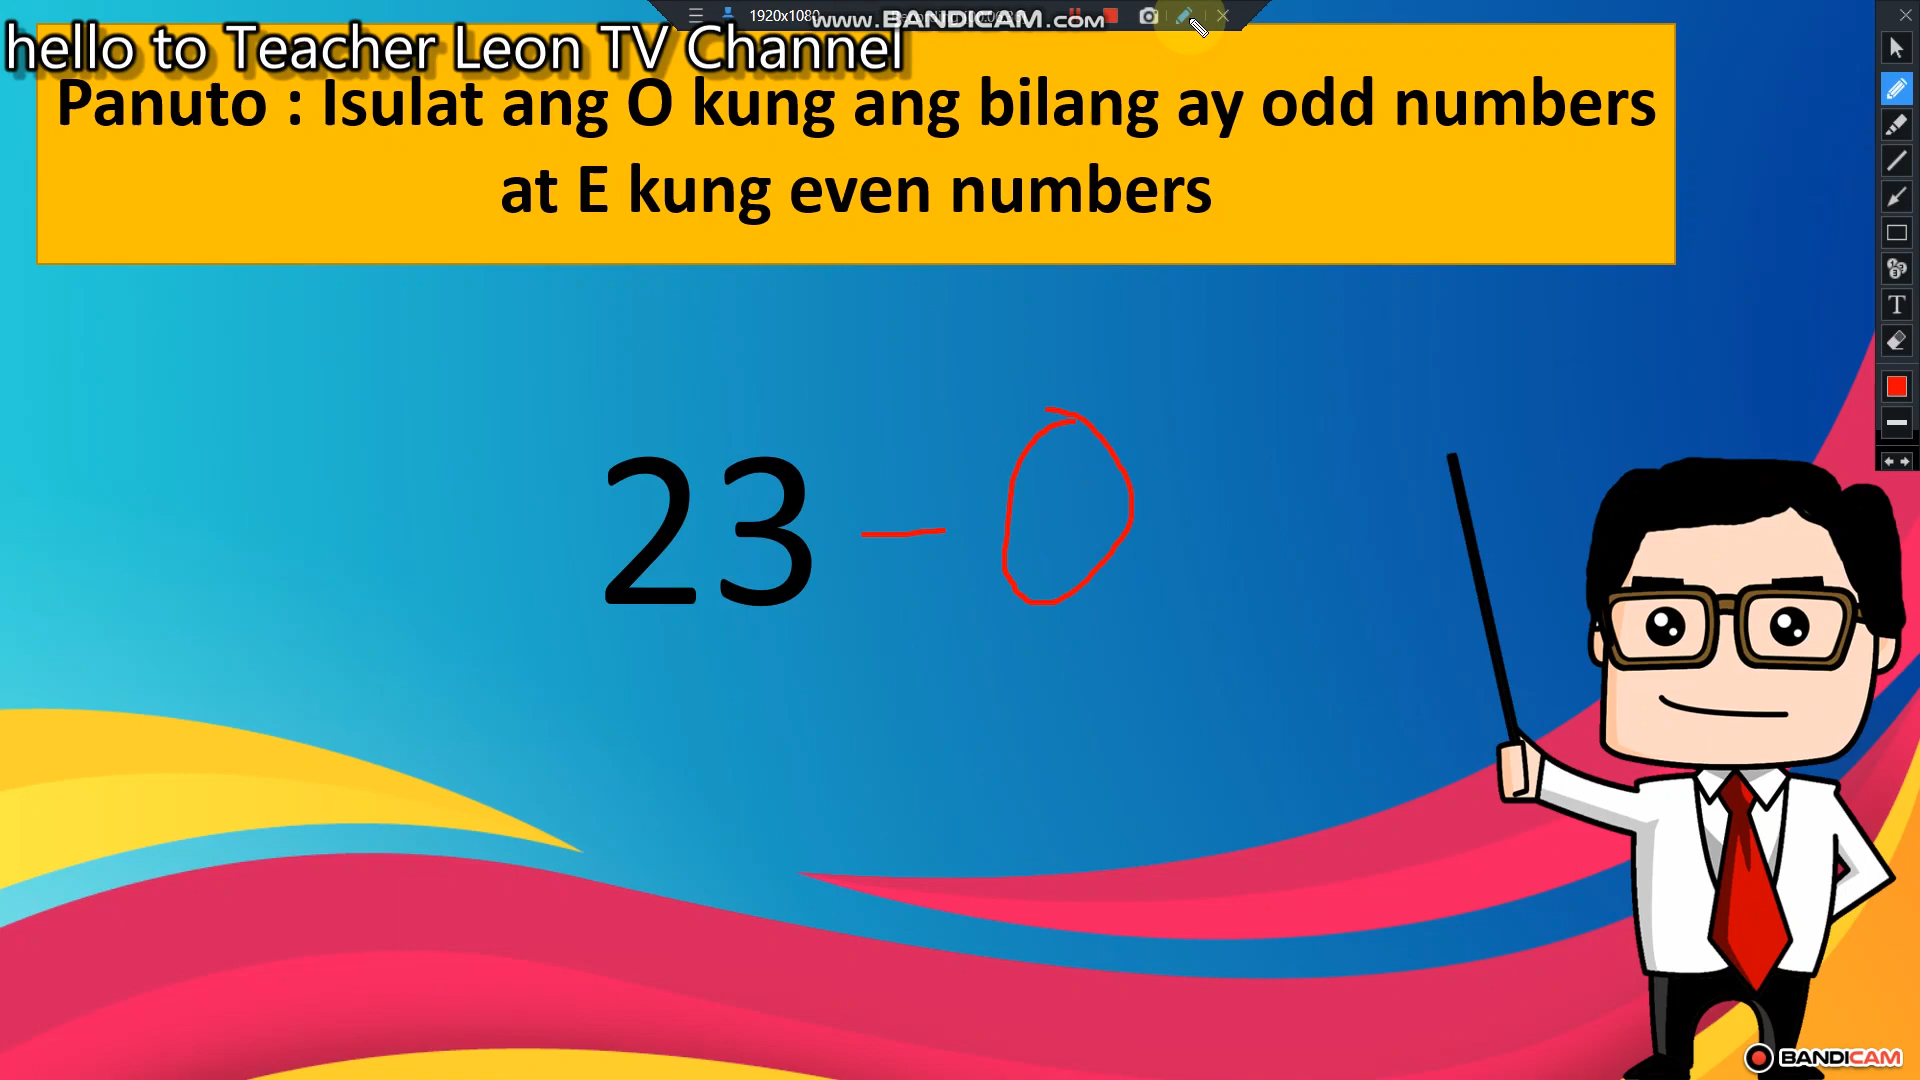 1920x1080
www.BANDICAM.com
hello to Teacher Leon TV Channel
Panuto : Isulat ang O kung ang bilang ay odd numbers
at E kung even numbers
23 — O
T
BANDICAM